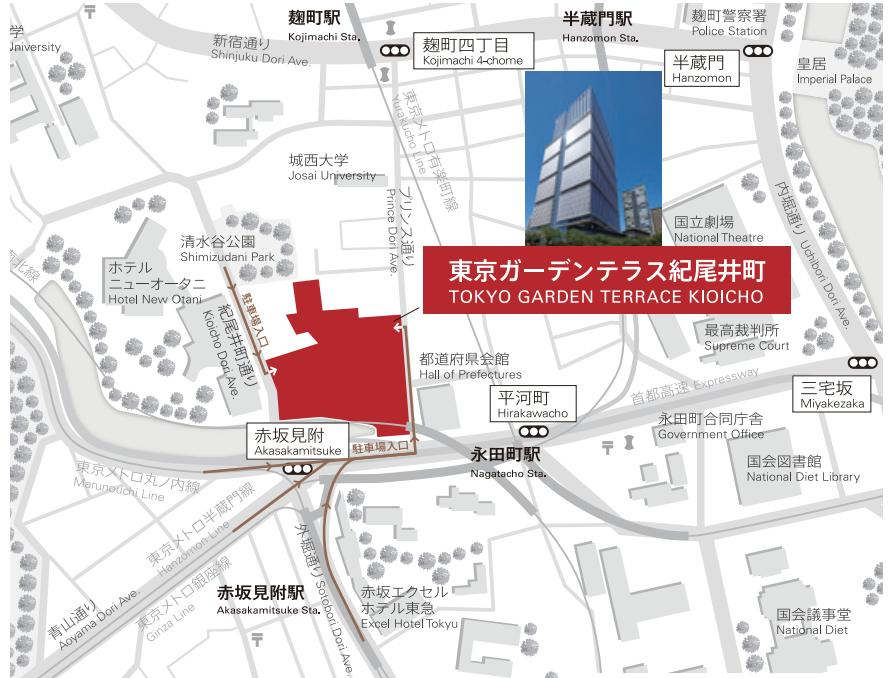 麹町駅
Kojimachi Sta.
半蔵門駅
Hanzomon Sta.
麹町警察署
Police Station
学
University
新宿通り
Shinjuku Dori Ave.
麹町四丁目
Kojimachi 4-chome
半蔵門
Hanzomon
皇居
Imperial Palace
東京メトロ有楽町線
Yurakucho Line
城西大学
Josai University
プリンス通り
Prince Dori Ave.
内堀通り
Uchibori Dori Ave.
国立劇場
National Theatre
清水谷公園
Shimizudani Park
ホテル
ニューオータニ
Hotel New Otani
東京ガーデンテラス紀尾井町
TOKYO GARDEN TERRACE KIOICHO
駐車場入口
紀尾井町通り
Kioicho Dori Ave.
最高裁判所
Supreme Court
都道府県会館
Hall of Prefectures
首都高速 Expressway
三宅坂
Miyakezaka
平河町
Hirakawacho
赤坂見附
Akasakamitsuke
駐車場入口
永田町駅
Nagatacho Sta.
永田町合同庁舎
Government Office
国会図書館
National Diet Library
東京メトロ丸ノ内線
Marunouchi Line
東京メトロ半蔵門線
Hanzomon Line
東京メトロ銀座線
Ginza Line
青山通り
Aoyama Dori Ave.
外堀通り Sotobori Dori Ave.
赤坂見附駅
Akasakamitsuke Sta.
赤坂エクセル
ホテル東急
Excel Hotel Tokyu
国会議事堂
National Diet